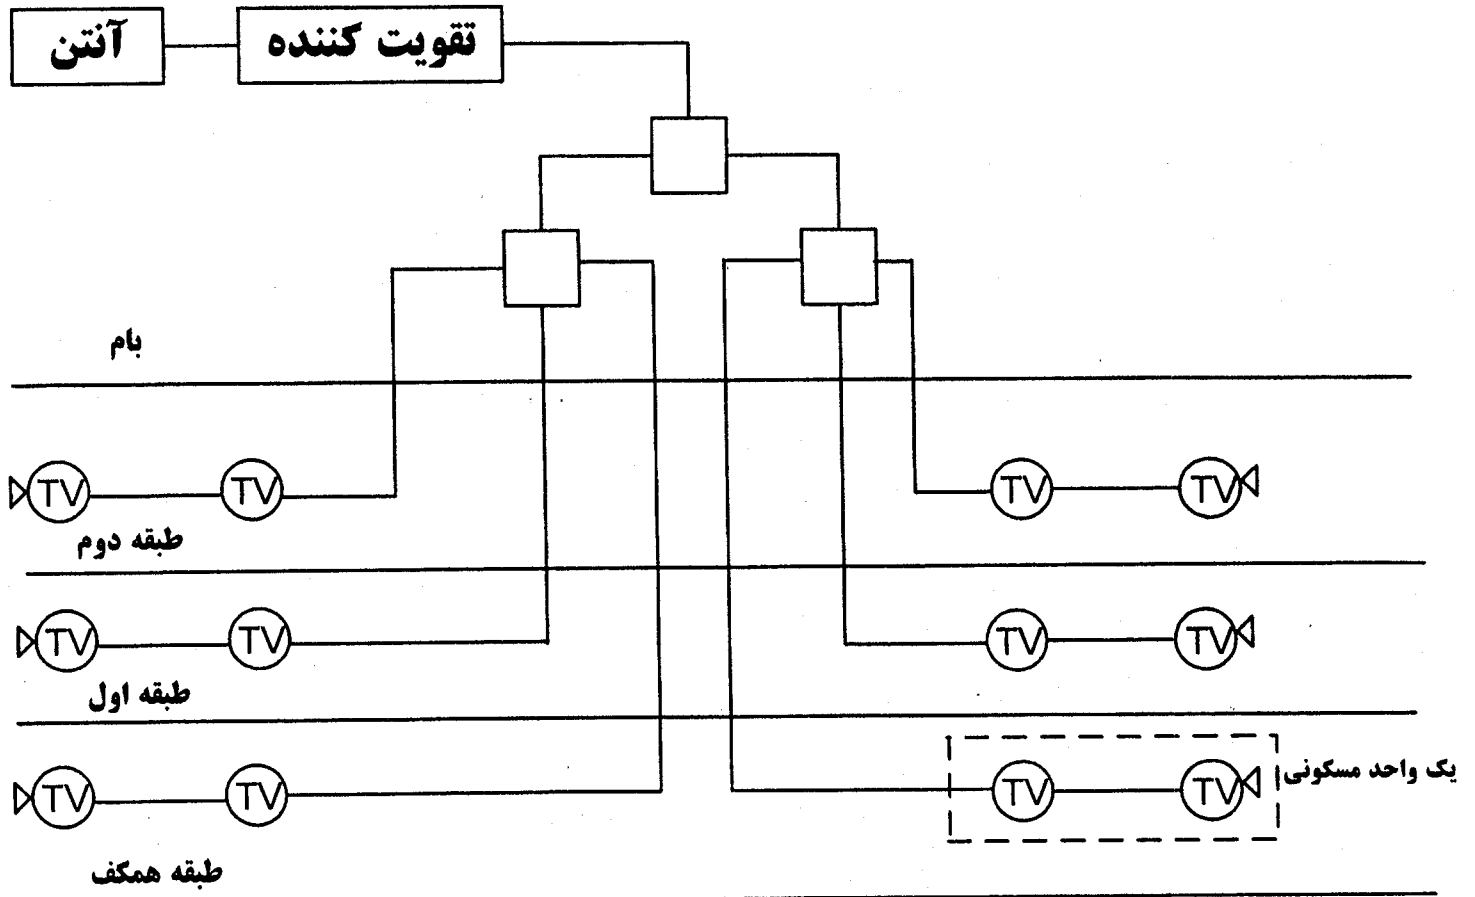 آنتن
تقویت کننده
بام
TV TV TV TV
طبقه دوم
TV TV TV TV
طبقه اول
TV TV TV TV
یک واحد مسکونی
طبقه همکف